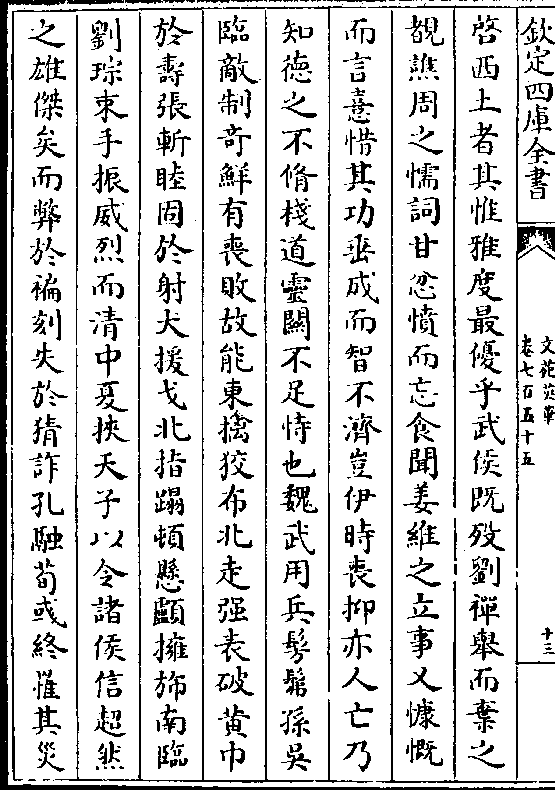 欽定四庫全書
文苑英華
卷七百五十五
十三
啓西土者其惟雅度最優乎武侯既歿劉禪舉而棄之
覩譙周之懦詞甘忿憤而忘食聞姜維之立事又慷慨
而言憙惜其功垂成而智不濟豈伊時喪抑亦人亡乃
知德之不脩棧道靈關不足恃也魏武用兵髣髴孫吳
臨敵制奇鮮有喪敗故能東擒狡布北走强袁破黄巾
於壽張斬眭固於射犬援戈北指蹋頓懸顱擁斾南臨
劉琮束手振威烈而清中夏挾天子以令諸侯信超然
之雄傑矣而弊於褊刻失於猜詐孔融荀彧終罹其災